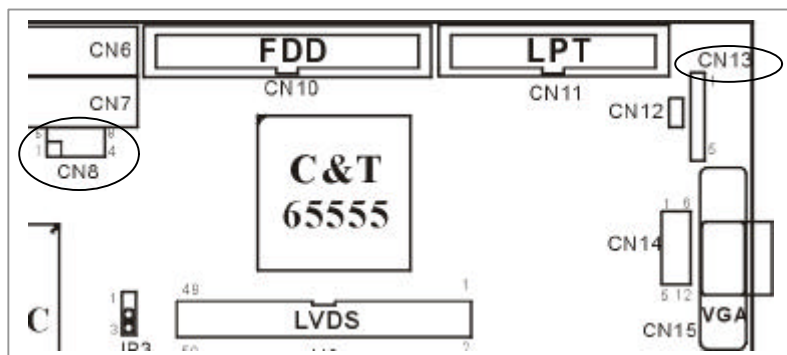 CN6
FDD
LPT
CN13
CN10
CN11
1
CN7
CN12
5 8
1 4
CN8
5
C&T
65555
1 6
CN14
5 12
49 1
1
3
LVDS
VGA
C
CN15
JP3
50 2